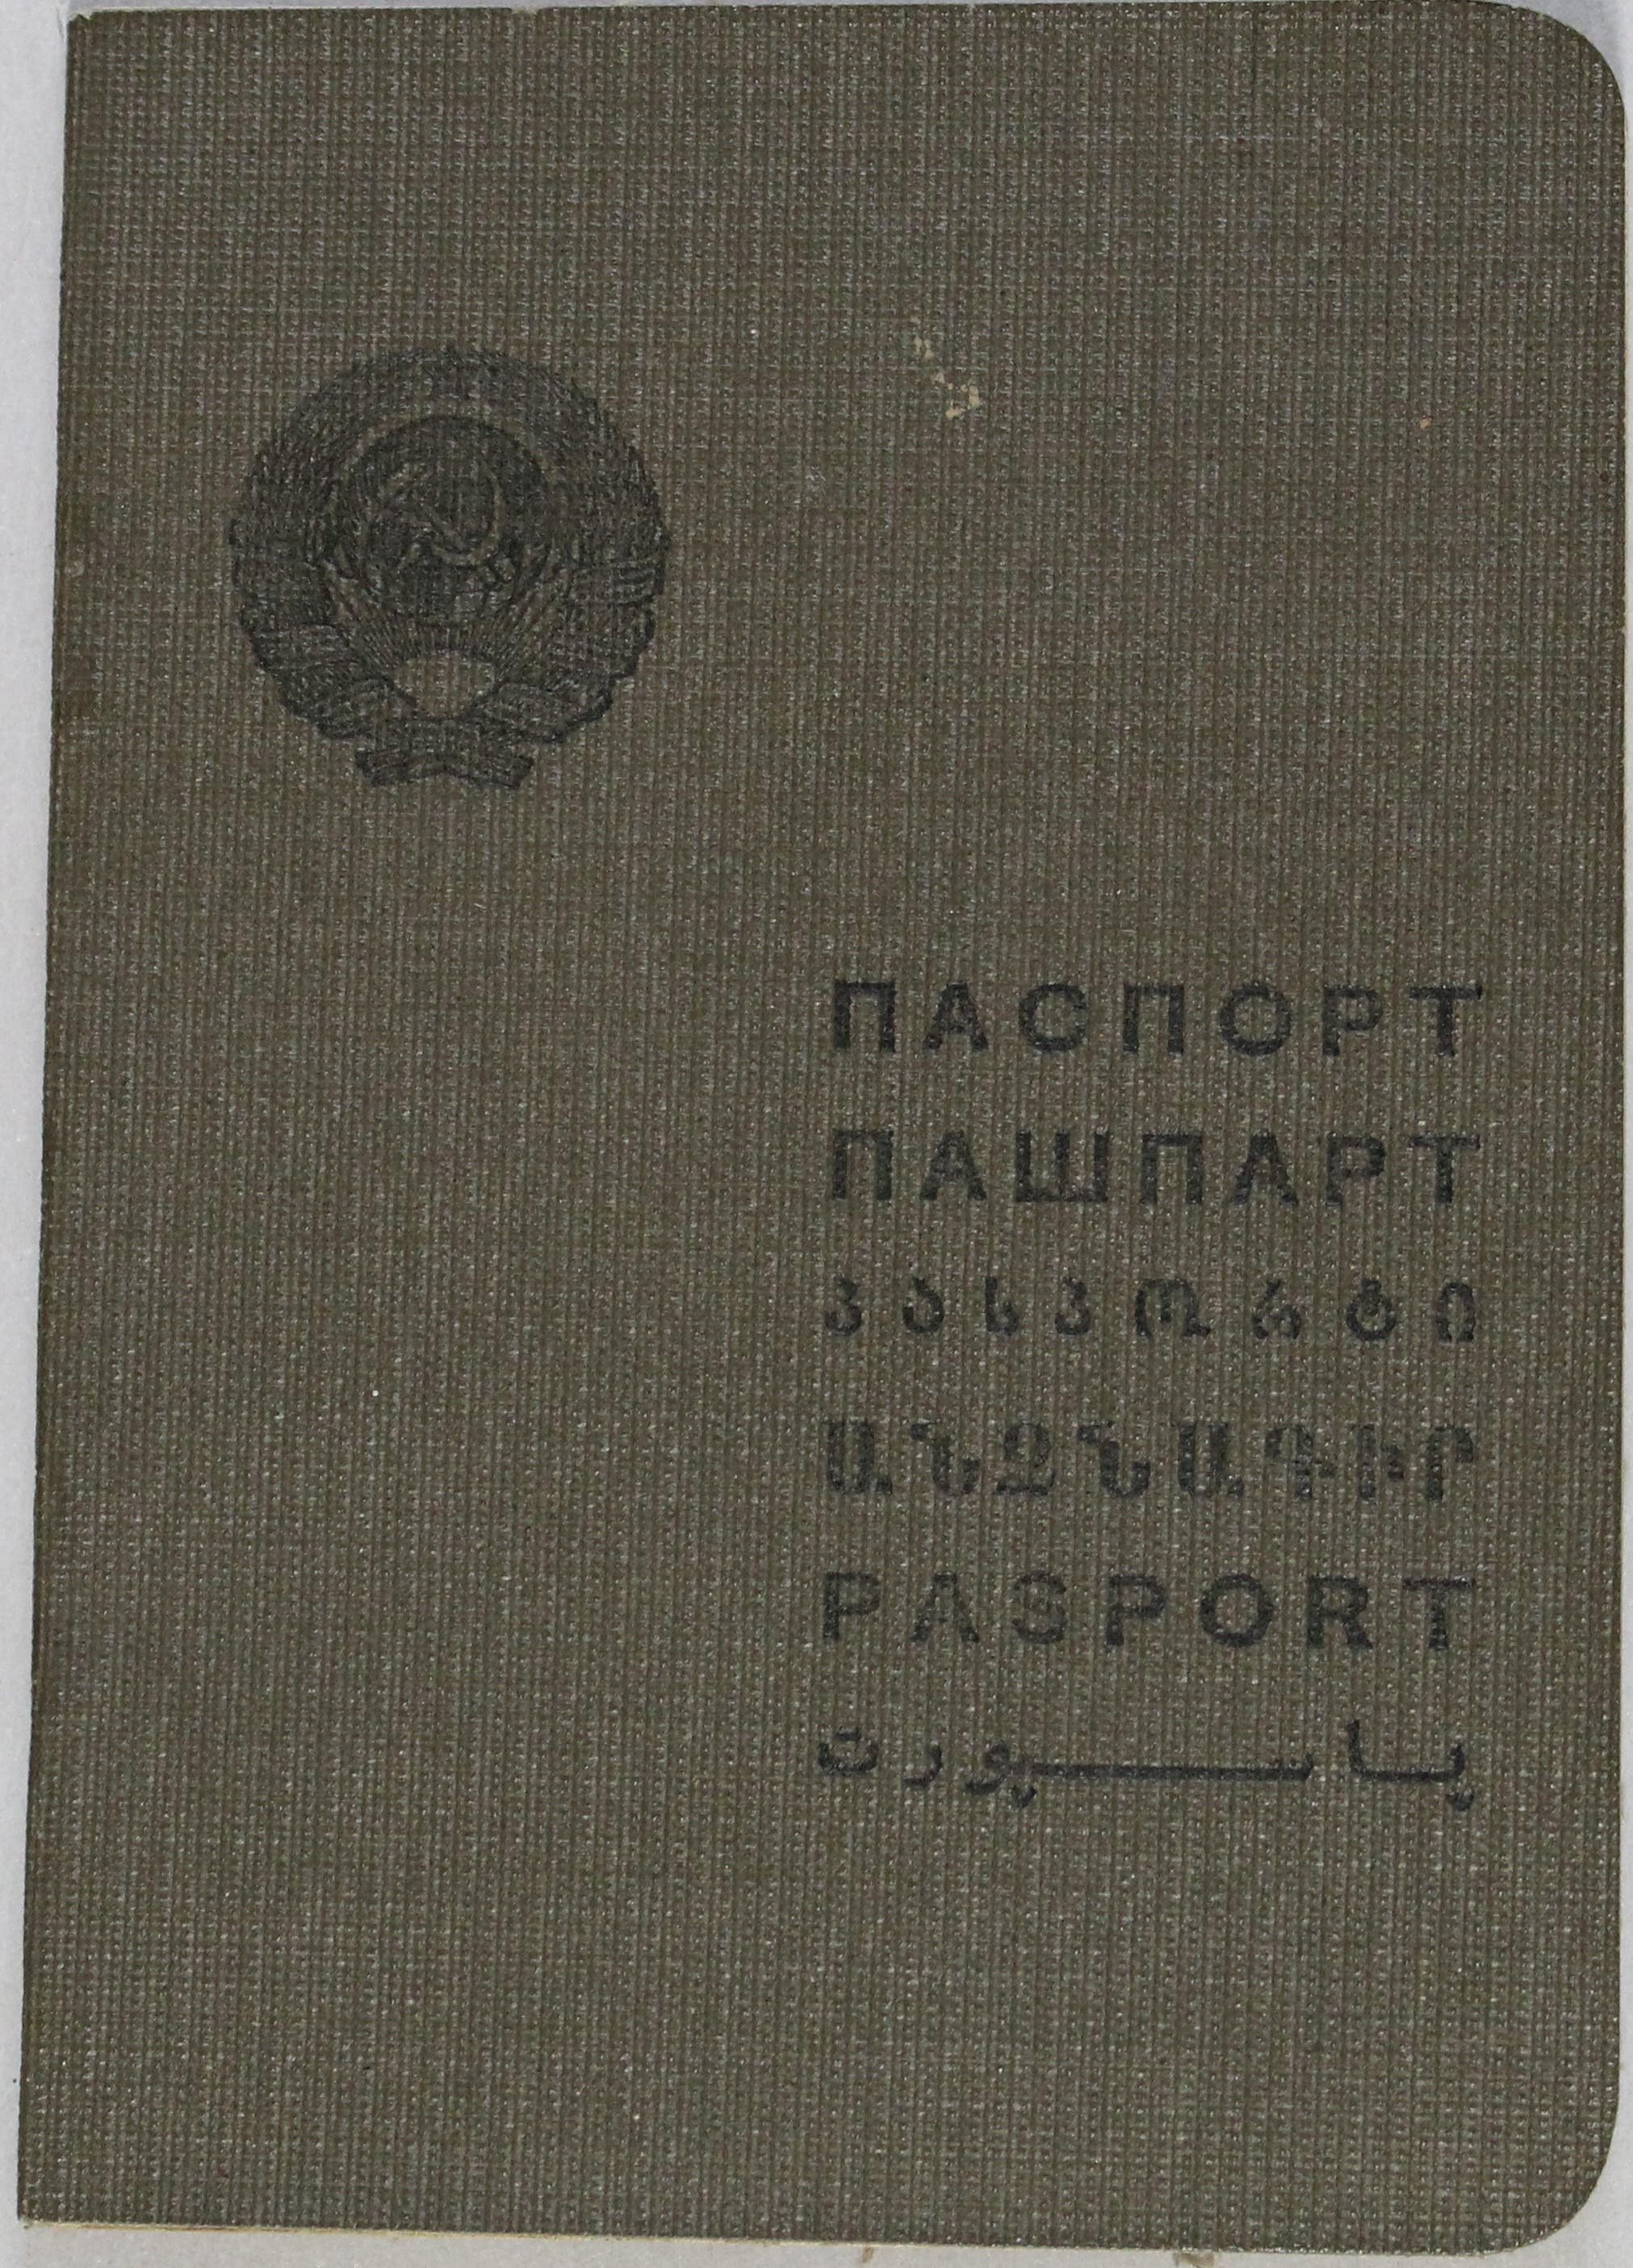 ПАСПОРТ
ПАШПАРТ
პასპორტი
ԱՆՁՆԱԳԻՐ
PASPORT
پاسپورت